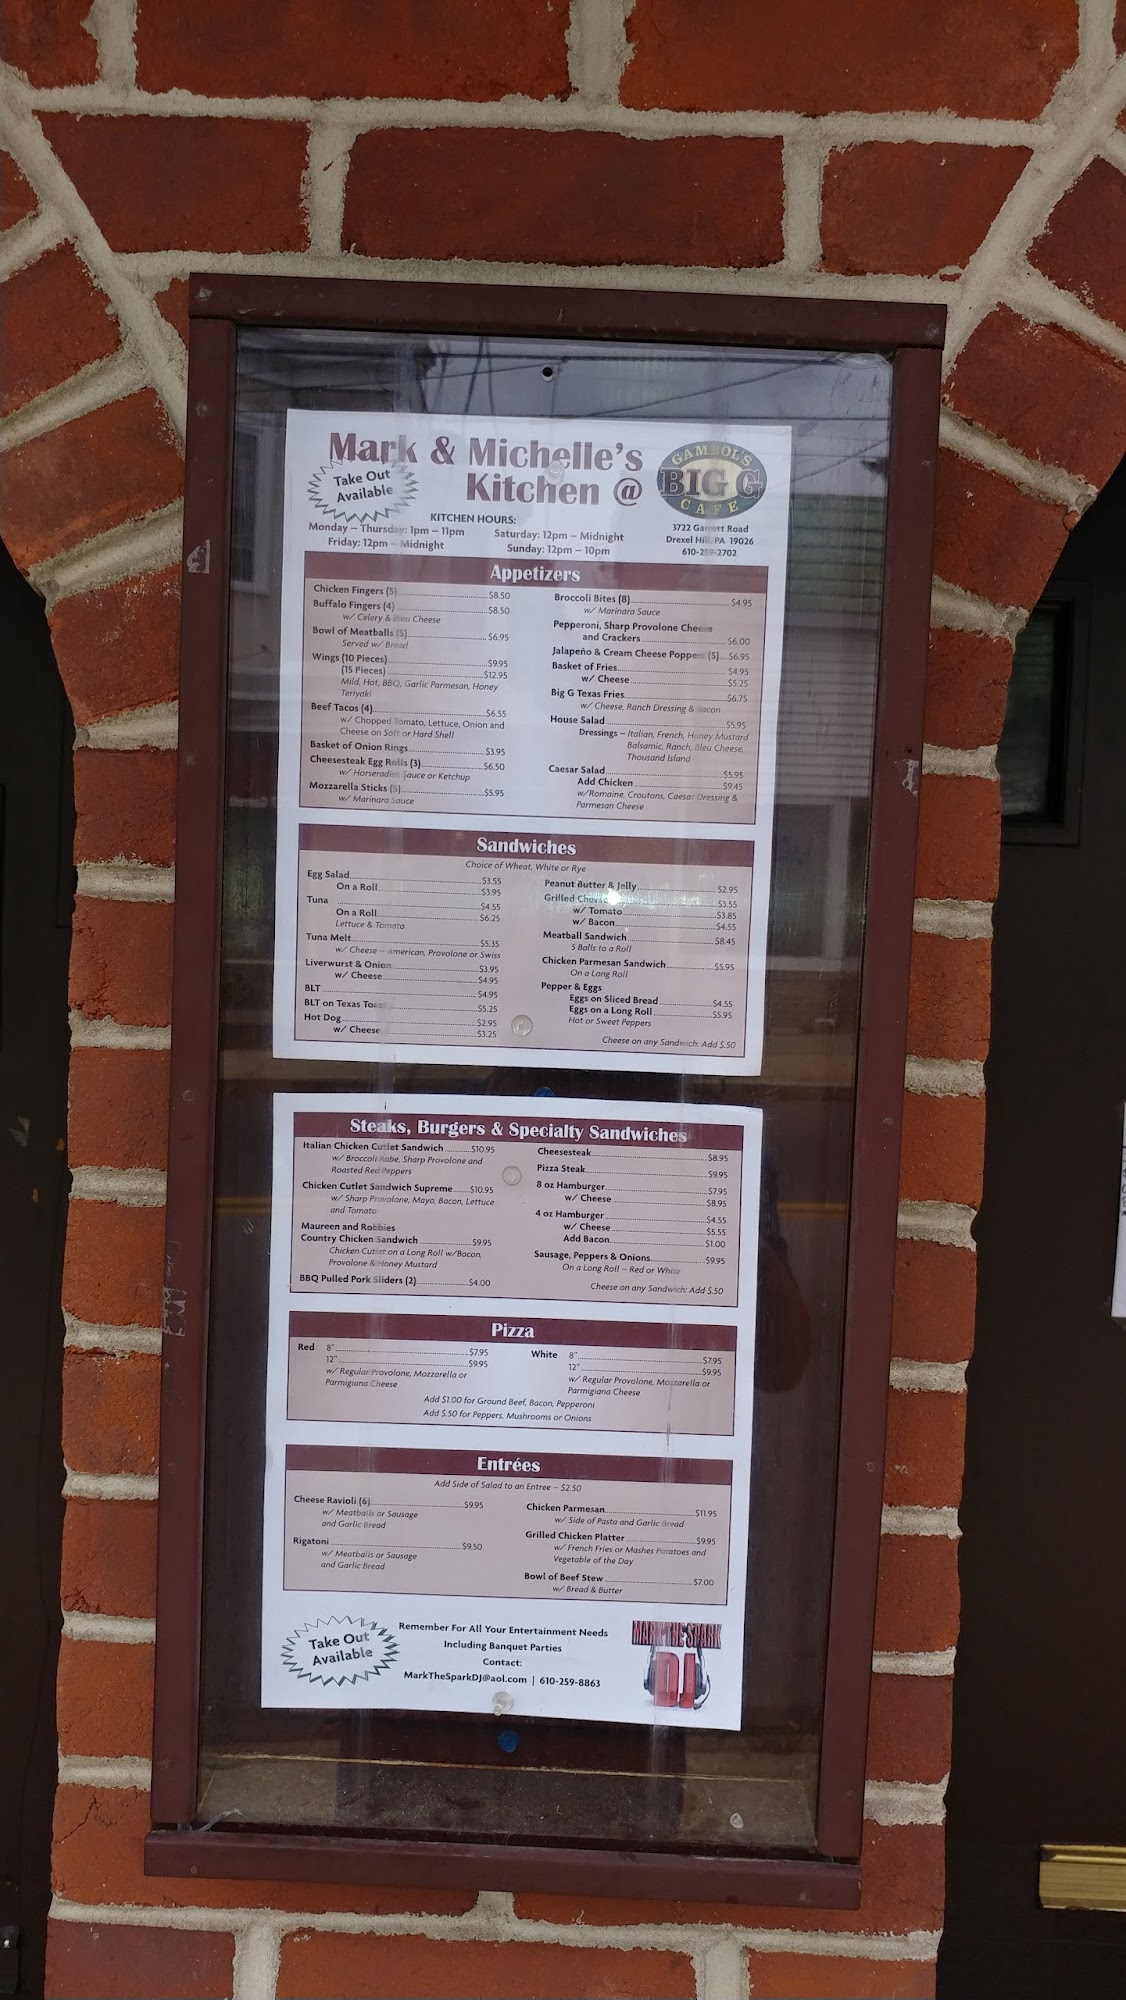 Mark & Michelle's
Kitchen @
Take Out
Available
GAMBOL'S
BIG G
CAFE
KITCHEN HOURS:
Monday – Thursday: 1pm – 11pm
Friday: 12pm – Midnight
Saturday: 12pm – Midnight
Sunday: 12pm – 10pm
3722 Garrett Road
Drexel Hill, PA 19026
610-259-2702
Appetizers
Chicken Fingers (5) $8.50
Buffalo Fingers (4) $8.50
w/ Celery & Bleu Cheese
Bowl of Meatballs (5) $6.95
Served w/ Bread
Wings (10 Pieces) $9.95
(15 Pieces) $12.95
Mild, Hot, BBQ, Garlic Parmesan, Honey
Teriyaki
Beef Tacos (4) $6.55
w/ Chopped Tomato, Lettuce, Onion and
Cheese on Soft or Hard Shell
Basket of Onion Rings $3.95
Cheesesteak Egg Rolls (3) $6.50
w/ Horseradish Sauce or Ketchup
Mozzarella Sticks (5) $5.95
w/ Marinara Sauce
Broccoli Bites (8) $4.95
w/ Marinara Sauce
Pepperoni, Sharp Provolone Cheese
and Crackers $6.00
Jalapeño & Cream Cheese Poppers (5) $6.95
Basket of Fries $4.95
w/ Cheese $5.25
Big G Texas Fries $6.75
w/ Cheese, Ranch Dressing & Bacon
House Salad $5.95
Dressings – Italian, French, Honey Mustard
Balsamic, Ranch, Bleu Cheese,
Thousand Island
Caesar Salad $5.95
Add Chicken $9.45
w/Romaine, Croutons, Caesar Dressing &
Parmesan Cheese
Sandwiches
Choice of Wheat, White or Rye
Egg Salad $3.55
On a Roll $3.95
Tuna $4.55
On a Roll $6.25
Lettuce & Tomato
Tuna Melt $5.35
w/ Cheese – American, Provolone or Swiss
Liverwurst & Onion $3.95
w/ Cheese $4.95
BLT $4.95
BLT on Texas Toast $5.25
Hot Dog $2.95
w/ Cheese $3.25
Peanut Butter & Jelly $2.95
Grilled Cheese $3.55
w/ Tomato $3.85
w/ Bacon $4.55
Meatball Sandwich $8.45
5 Balls to a Roll
Chicken Parmesan Sandwich $5.95
On a Long Roll
Pepper & Eggs
Eggs on Sliced Bread $4.55
Eggs on a Long Roll $5.95
Hot or Sweet Peppers
Cheese on any Sandwich: Add $.50
Steaks, Burgers & Specialty Sandwiches
Italian Chicken Cutlet Sandwich $10.95
w/ Broccoli Rabe, Sharp Provolone and
Roasted Red Peppers
Chicken Cutlet Sandwich Supreme $10.95
w/ Sharp Provolone, Mayo, Bacon, Lettuce
and Tomato
Maureen and Robbies
Country Chicken Sandwich $9.95
Chicken Cutlet on a Long Roll w/Bacon,
Provolone & Honey Mustard
BBQ Pulled Pork Sliders (2) $4.00
Cheesesteak $8.95
Pizza Steak $9.95
8 oz Hamburger $7.95
w/ Cheese $8.95
4 oz Hamburger $4.55
w/ Cheese $5.55
Add Bacon $1.00
Sausage, Peppers & Onions $9.95
On a Long Roll – Red or White
Cheese on any Sandwich: Add $.50
Pizza
Red 8" $7.95
12" $9.95
w/ Regular Provolone, Mozzarella or
Parmigiana Cheese
White 8" $7.95
12" $9.95
w/ Regular Provolone, Mozzarella or
Parmigiana Cheese
Add $1.00 for Ground Beef, Bacon, Pepperoni
Add $.50 for Peppers, Mushrooms or Onions
Entrées
Add Side of Salad to an Entree – $2.50
Cheese Ravioli (6) $9.95
w/ Meatballs or Sausage
and Garlic Bread
Rigatoni $9.50
w/ Meatballs or Sausage
and Garlic Bread
Chicken Parmesan $11.95
w/ Side of Pasta and Garlic Bread
Grilled Chicken Platter $9.95
w/ French Fries or Mashes Potatoes and
Vegetable of the Day
Bowl of Beef Stew $7.00
w/ Bread & Butter
Take Out
Available
Remember For All Your Entertainment Needs
Including Banquet Parties
Contact:
MarkTheSparkDJ@aol.com | 610-259-8863
MARK THE SPARK
DJ